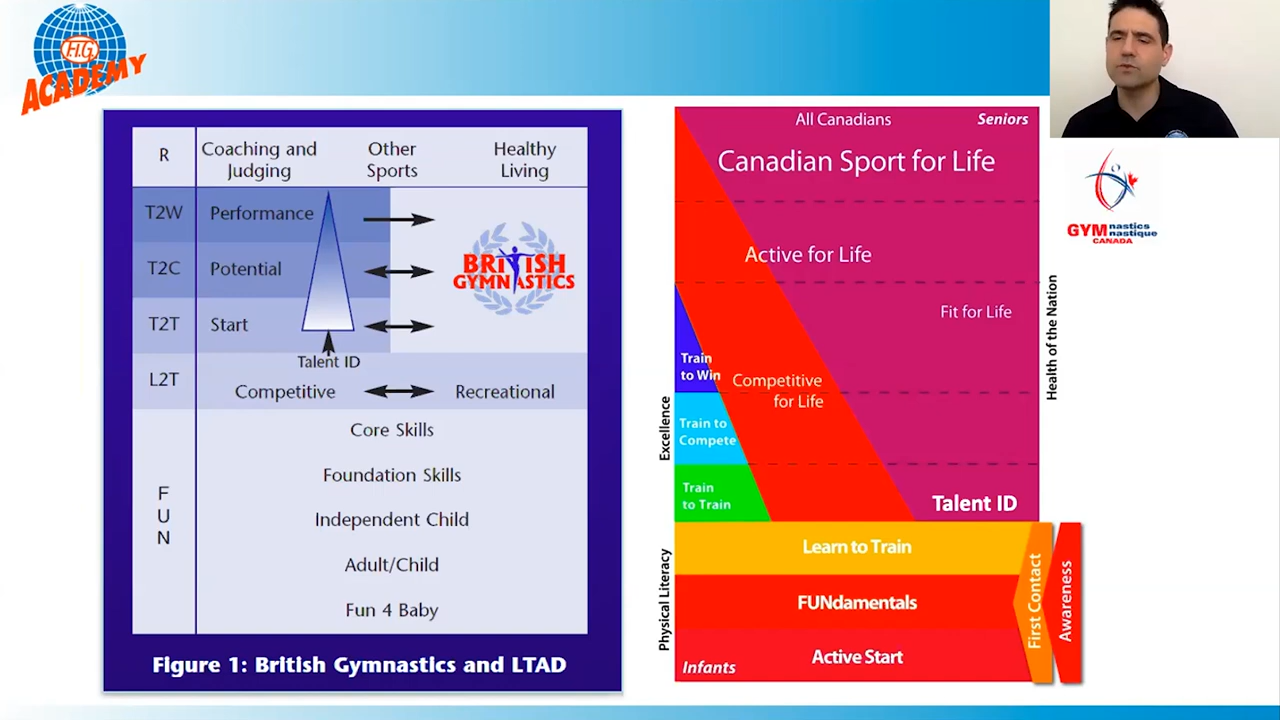 F.I.G.
ACADEMY
R
Coaching and
Judging
Other
Sports
Healthy
Living
T2W
Performance
T2C
Potential
BRITISH
GYMNASTICS
T2T
Start
Talent ID
L2T
Competitive
Recreational
FUN
Core Skills
Foundation Skills
Independent Child
Adult/Child
Fun 4 Baby
Figure 1: British Gymnastics and LTAD
All Canadians
Seniors
Canadian Sport for Life
Active for Life
Fit for Life
Train
to Win
Competitive
for Life
Train to
Compete
Train
to Train
Talent ID
Excellence
Health of the Nation
Learn to Train
FUNdamentals
Active Start
Infants
Physical Literacy
First Contact
Awareness
GYMnastics
nastique
CANADA